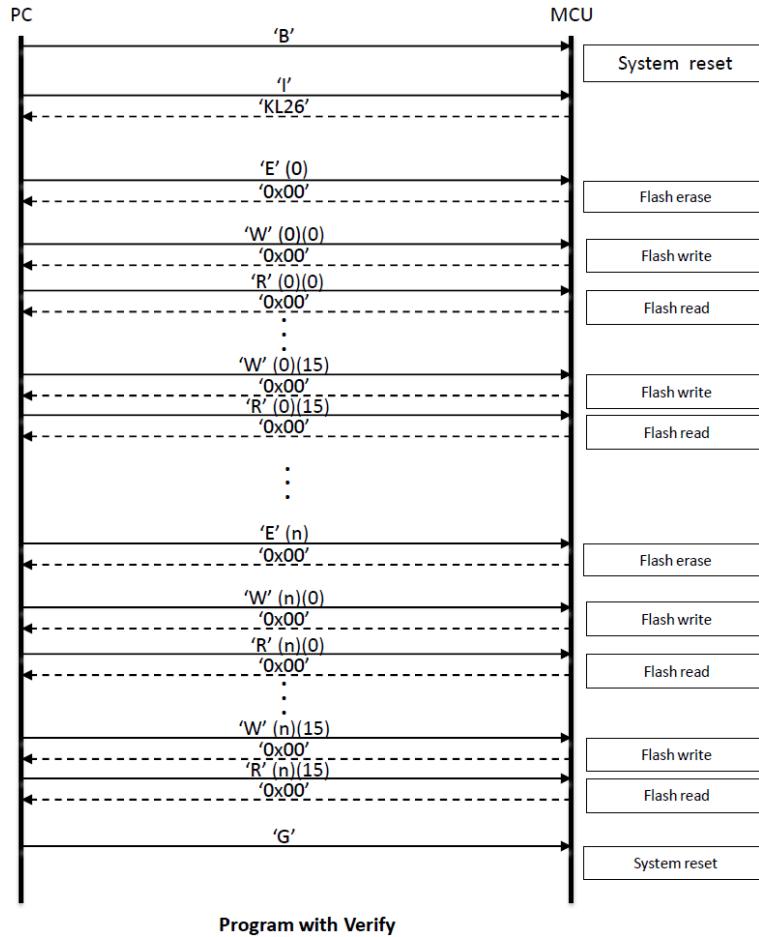 PC MCU
‘B’
System reset
‘I’
‘KL26’
‘E’ (0)
‘0x00’
Flash erase
‘W’ (0)(0)
‘0x00’
Flash write
‘R’ (0)(0)
‘0x00’
Flash read
‘W’ (0)(15)
‘0x00’
Flash write
‘R’ (0)(15)
‘0x00’
Flash read
‘E’ (n)
‘0x00’
Flash erase
‘W’ (n)(0)
‘0x00’
Flash write
‘R’ (n)(0)
‘0x00’
Flash read
‘W’ (n)(15)
‘0x00’
Flash write
‘R’ (n)(15)
‘0x00’
Flash read
‘G’
System reset
Program with Verify